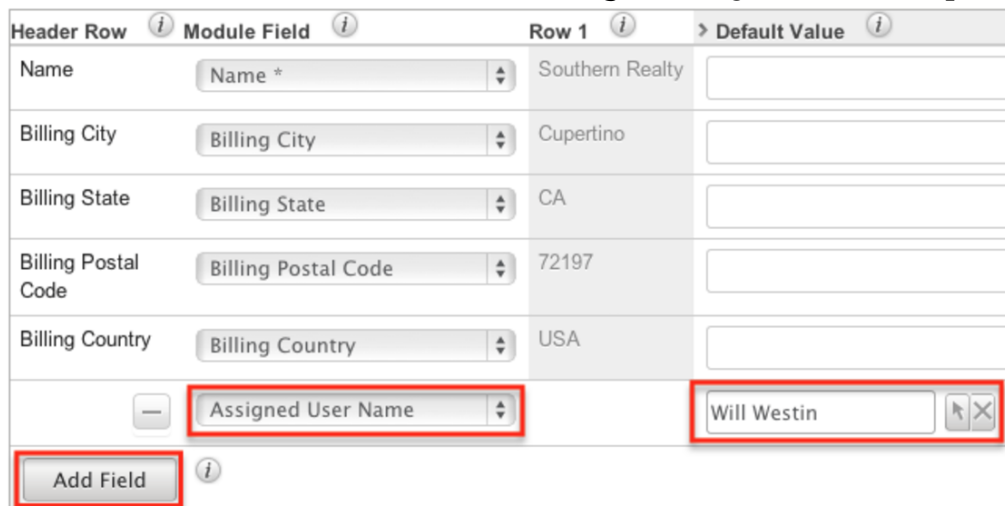 Header Row i Module Field i Row 1 i > Default Value i
Name Name * Southern Realty
Billing City Billing City Cupertino
Billing State Billing State CA
Billing Postal Code Billing Postal Code 72197
Billing Country Billing Country USA
Assigned User Name Will Westin
Add Field i